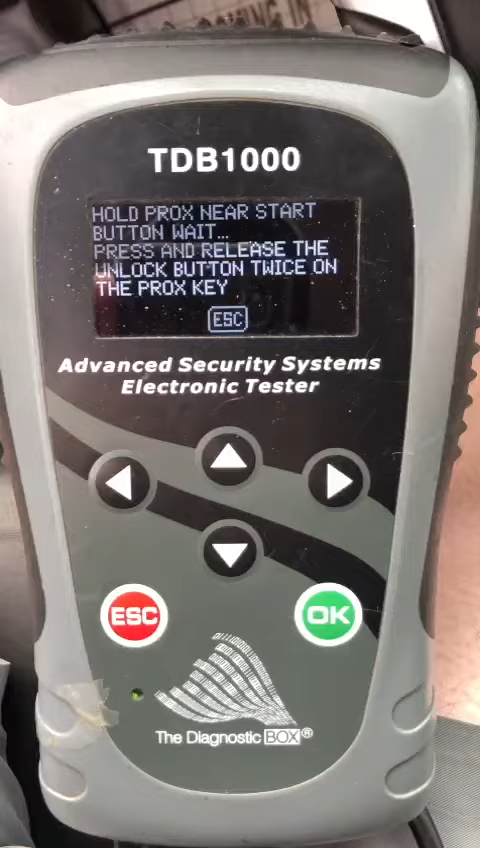 TDB1000
HOLD PROX NEAR START
BUTTON WAIT...
PRESS AND RELEASE THE
UNLOCK BUTTON TWICE ON
THE PROX KEY
ESC
Advanced Security Systems
Electronic Tester
ESC
OK
The Diagnostic BOX®